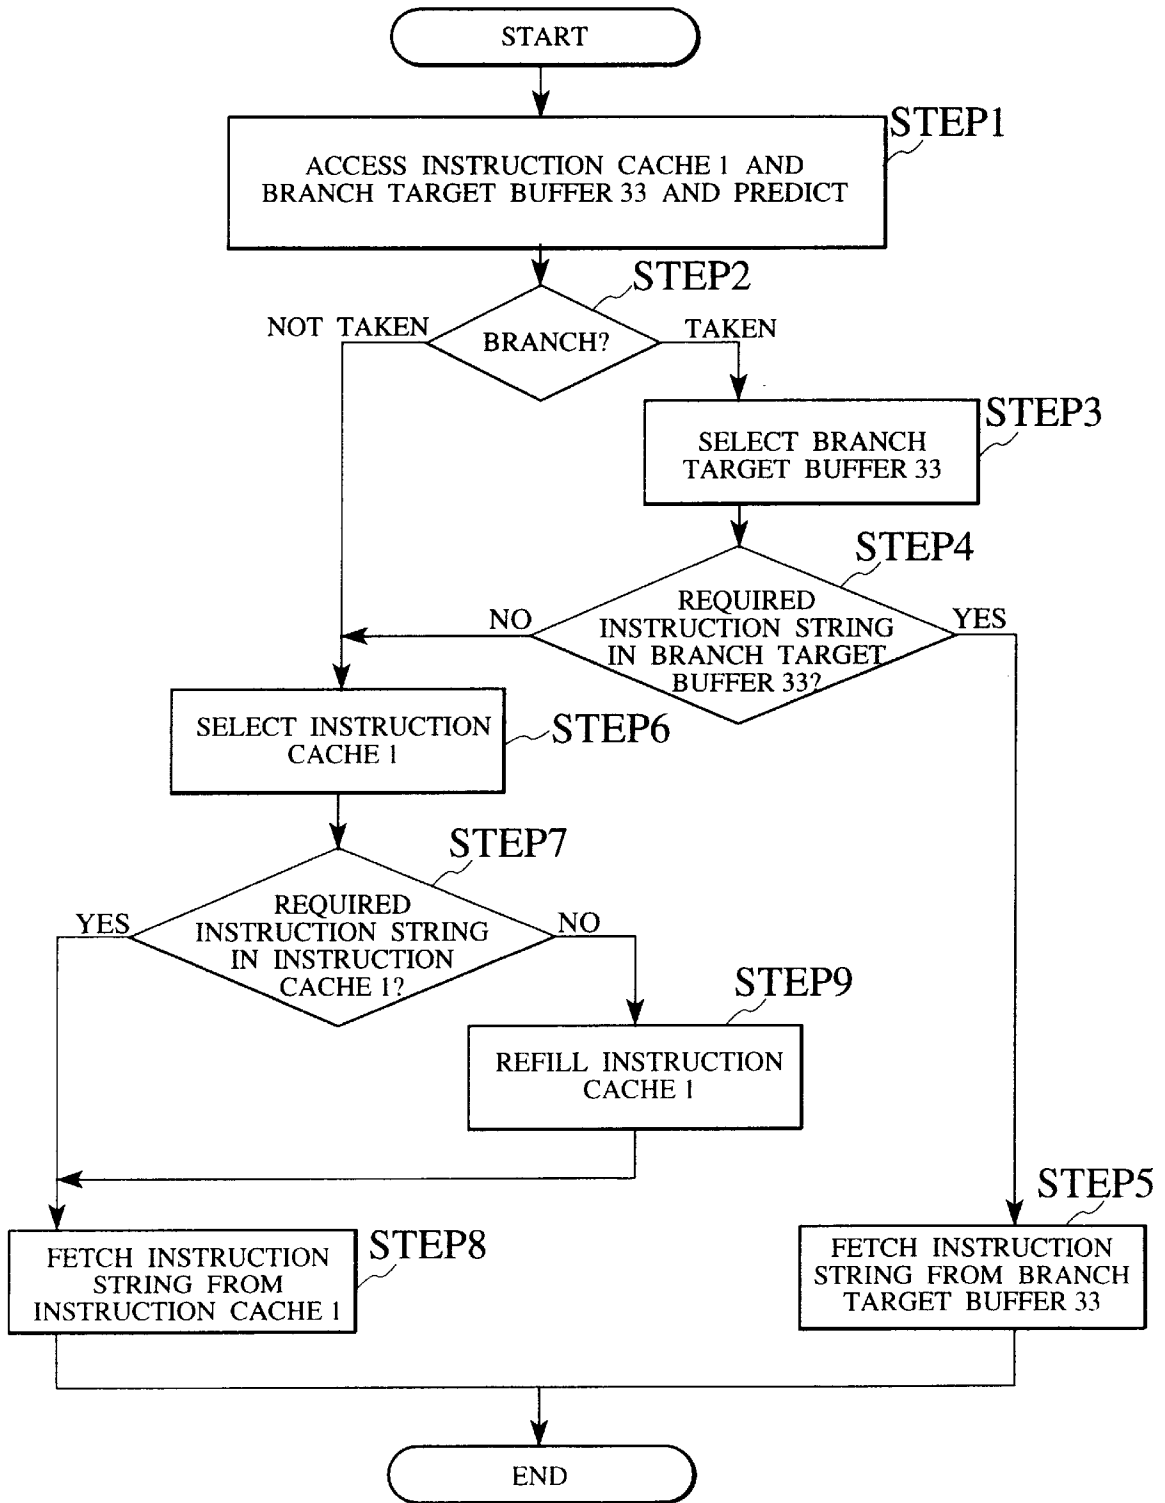 START
STEP1
ACCESS INSTRUCTION CACHE 1 AND
BRANCH TARGET BUFFER 33 AND PREDICT
STEP2
NOT TAKEN
BRANCH?
TAKEN
STEP3
SELECT BRANCH
TARGET BUFFER 33
STEP4
NO
REQUIRED
INSTRUCTION STRING
IN BRANCH TARGET
BUFFER 33?
YES
SELECT INSTRUCTION
CACHE 1
STEP6
STEP7
YES
REQUIRED
INSTRUCTION STRING
IN INSTRUCTION
CACHE 1?
NO
STEP9
REFILL INSTRUCTION
CACHE 1
STEP5
FETCH INSTRUCTION
STRING FROM
INSTRUCTION CACHE 1
STEP8
FETCH INSTRUCTION
STRING FROM BRANCH
TARGET BUFFER 33
END